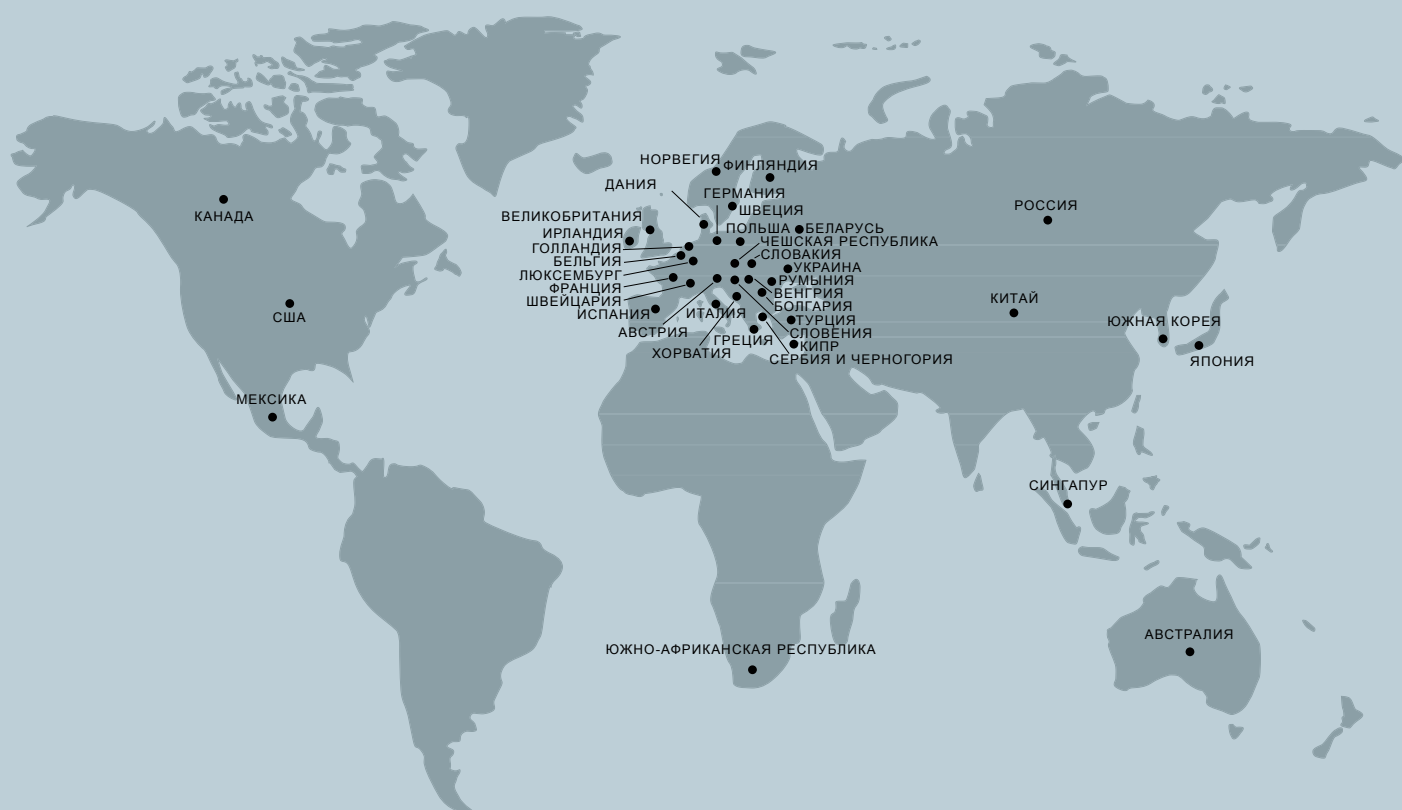 НОРВЕГИЯ
ФИНЛЯНДИЯ
ДАНИЯ
ГЕРМАНИЯ
КАНАДА
ВЕЛИКОБРИТАНИЯ
ШВЕЦИЯ
РОССИЯ
ИРЛАНДИЯ
ПОЛЬША
БЕЛАРУСЬ
ГОЛЛАНДИЯ
ЧЕШСКАЯ РЕСПУБЛИКА
БЕЛЬГИЯ
СЛОВАКИЯ
ЛЮКСЕМБУРГ
УКРАИНА
ФРАНЦИЯ
РУМЫНИЯ
ШВЕЙЦАРИЯ
ВЕНГРИЯ
КИТАЙ
ИСПАНИЯ
ИТАЛИЯ
БОЛГАРИЯ
США
ТУРЦИЯ
ЮЖНАЯ КОРЕЯ
АВСТРИЯ
СЛОВЕНИЯ
ГРЕЦИЯ
КИПР
ХОРВАТИЯ
СЕРБИЯ И ЧЕРНОГОРИЯ
ЯПОНИЯ
МЕКСИКА
СИНГАПУР
АВСТРАЛИЯ
ЮЖНО-АФРИКАНСКАЯ РЕСПУБЛИКА